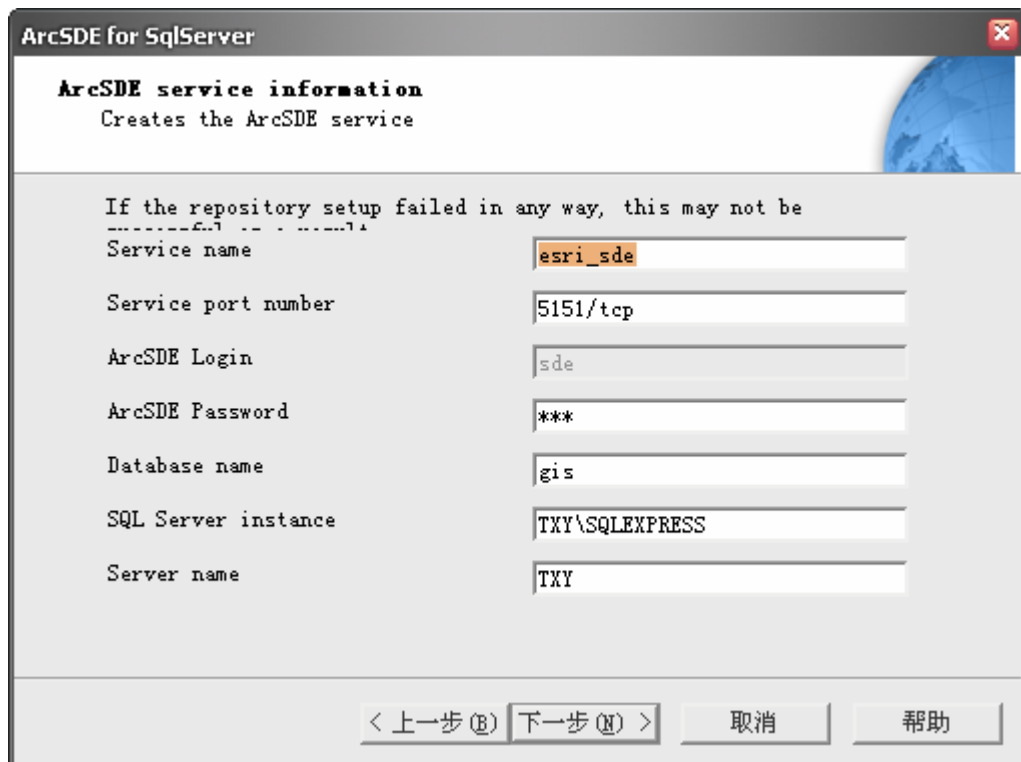 ArcSDE for SqlServer
ArcSDE service information
Creates the ArcSDE service
If the repository setup failed in any way, this may not be
Service name
esri_sde
Service port number
5151/tcp
ArcSDE Login
sde
ArcSDE Password
***
Database name
gis
SQL Server instance
TXY\SQLEXPRESS
Server name
TXY
< 上一步(B) 下一步(N) > 取消 帮助